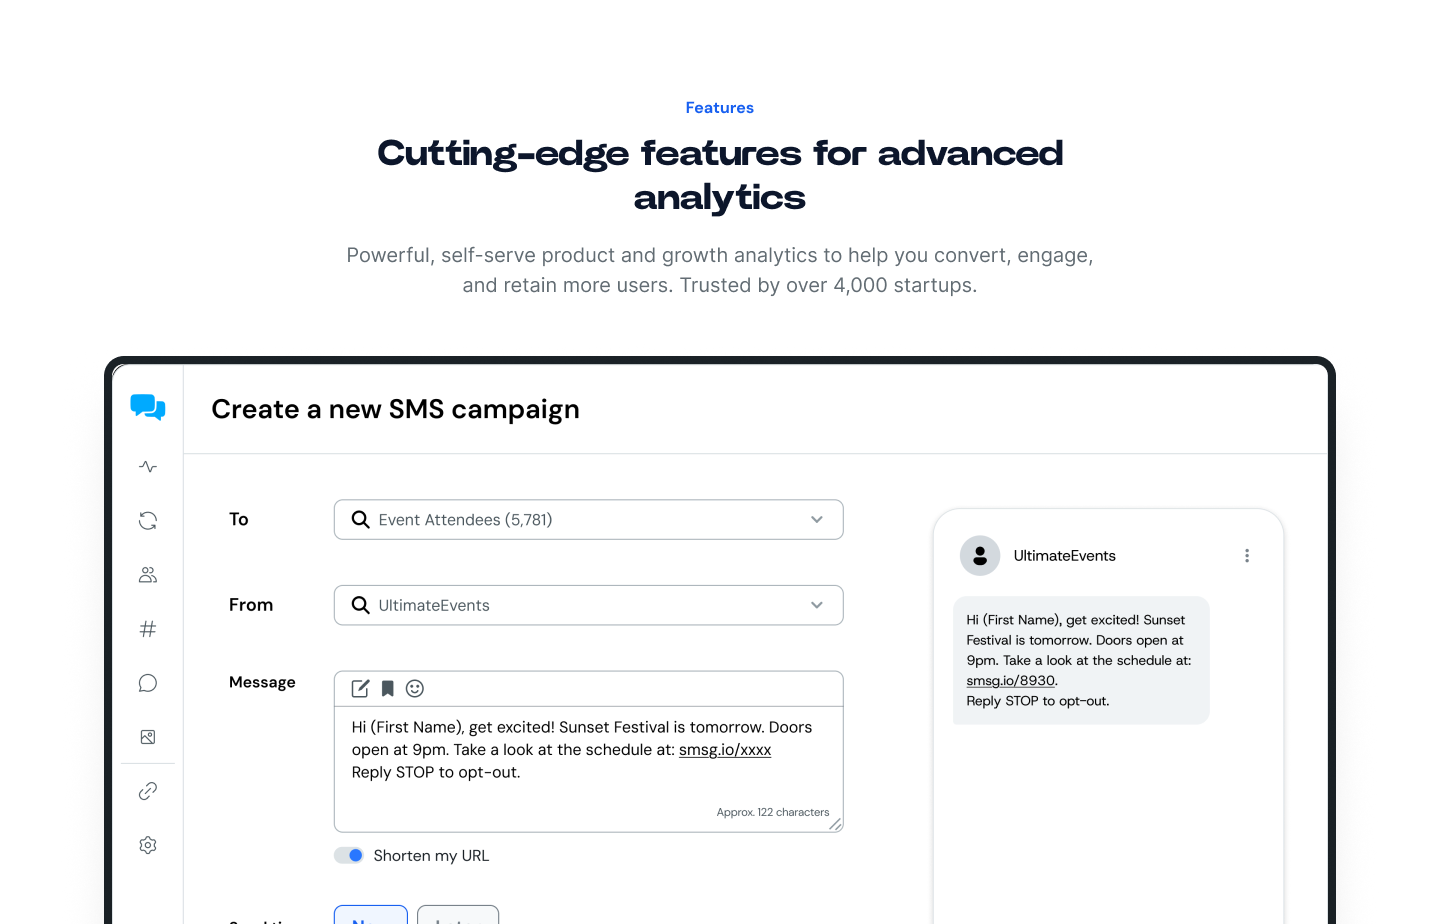 Features
Cutting-edge features for advanced
analytics
Powerful, self-serve product and growth analytics to help you convert, engage,
and retain more users. Trusted by over 4,000 startups.
Create a new SMS campaign
To
Event Attendees (5,781)
From
UltimateEvents
Message
Hi (First Name), get excited! Sunset Festival is tomorrow. Doors
open at 9pm. Take a look at the schedule at: smsg.io/xxxx
Reply STOP to opt-out.
Approx. 122 characters
Shorten my URL
UltimateEvents
Hi (First Name), get excited! Sunset
Festival is tomorrow. Doors open at
9pm. Take a look at the schedule at:
smsg.io/8930.
Reply STOP to opt-out.